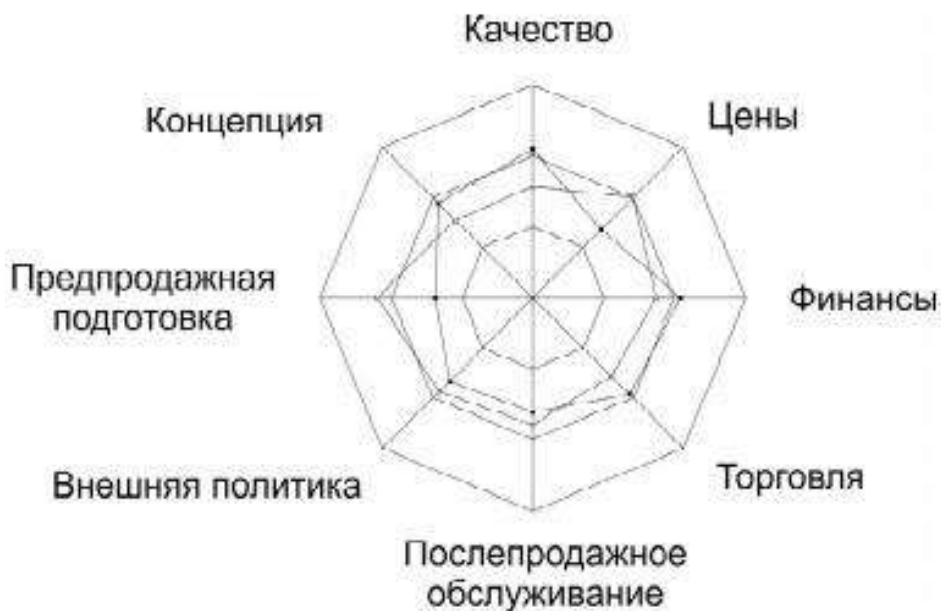 Качество
Концепция
Цены
Предпродажная
подготовка
Финансы
Внешняя политика
Торговля
Послепродажное
обслуживание